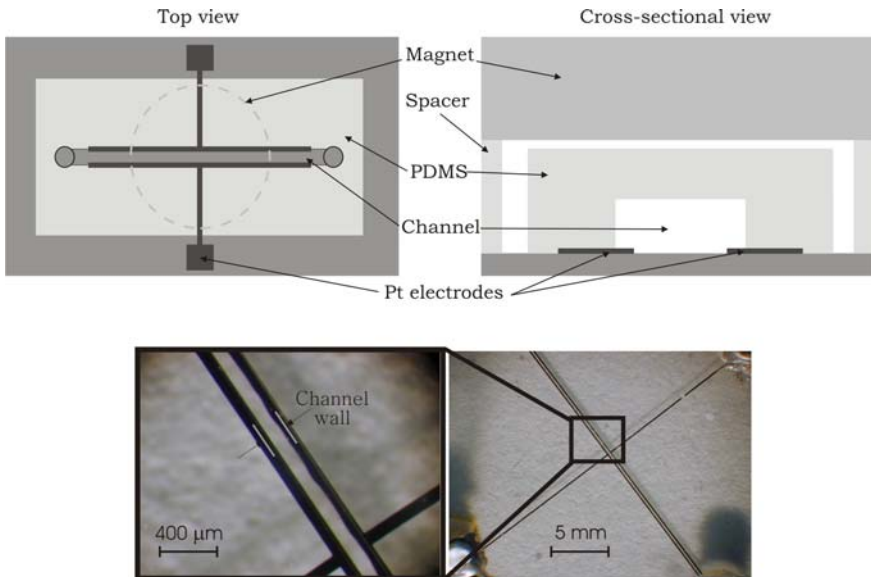 Top view
Cross-sectional view
Magnet
Spacer
PDMS
Channel
Pt electrodes
Channel
wall
400 μm
5 mm